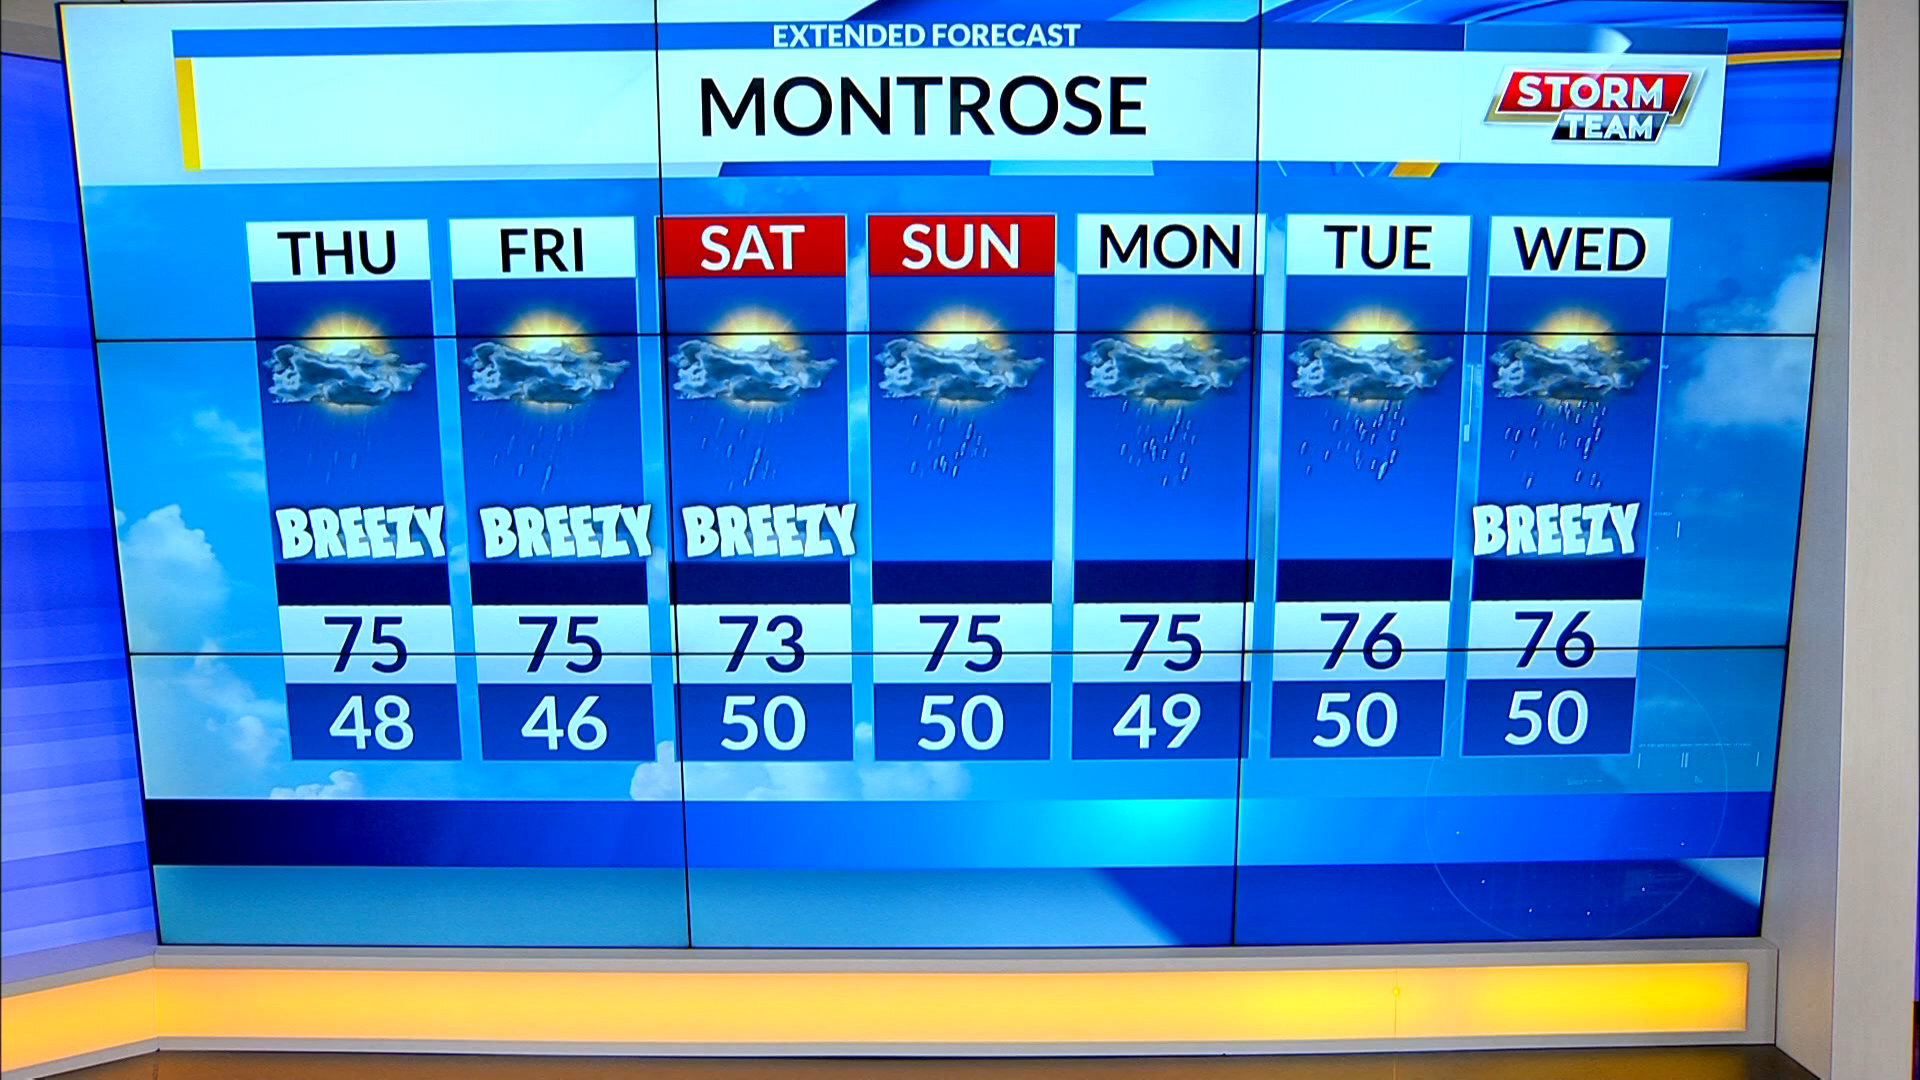 EXTENDED FORECAST
MONTROSE
STORM
TEAM
THU FRI SAT SUN MON TUE WED
BREEZY BREEZY BREEZY BREEZY
75 75 73 75 75 76 76
48 46 50 50 49 50 50